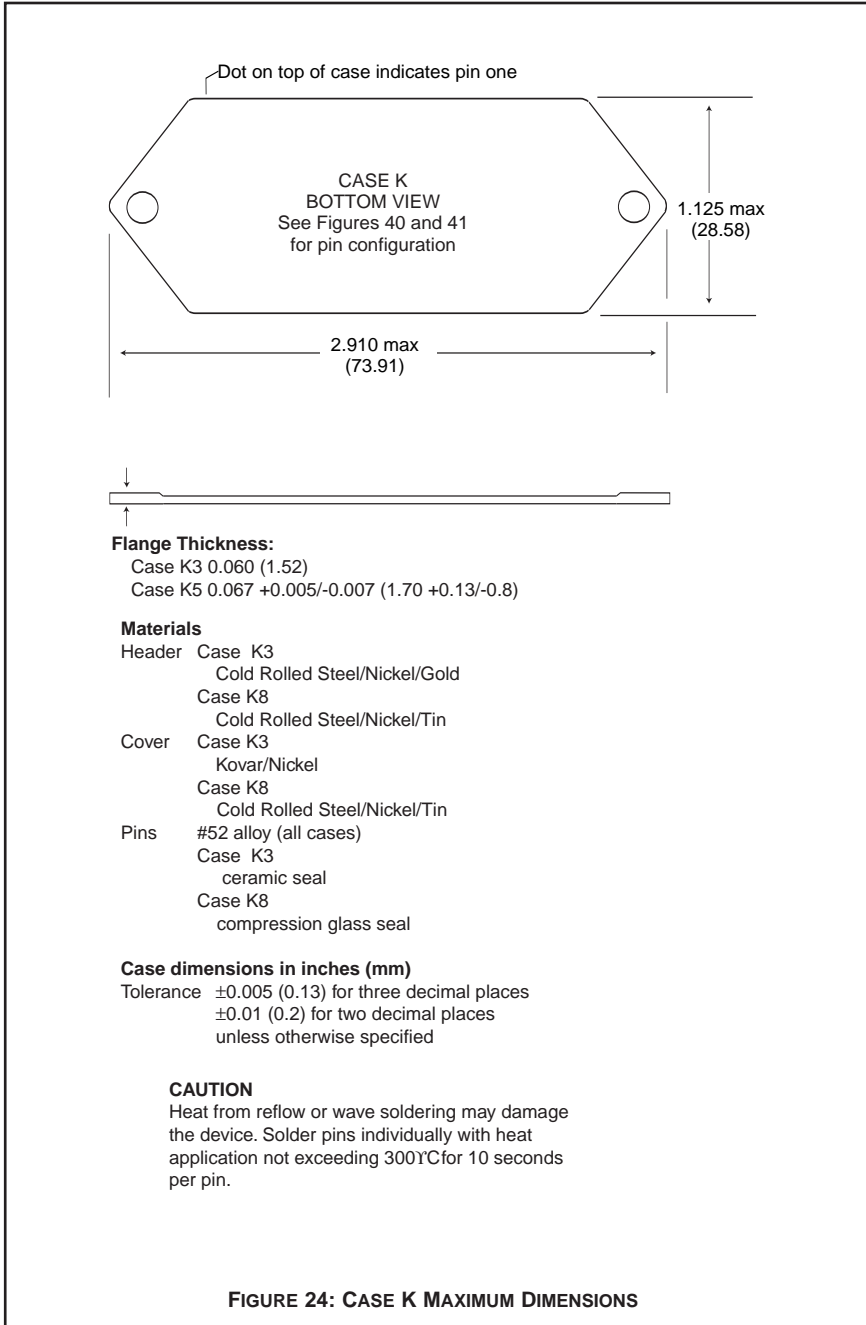 Dot on top of case indicates pin one
CASE K
BOTTOM VIEW
See Figures 40 and 41
for pin configuration
1.125 max
(28.58)
2.910 max
(73.91)
Flange Thickness:
Case K3 0.060 (1.52)
Case K5 0.067 +0.005/-0.007 (1.70 +0.13/-0.8)
Materials
Header Case K3
Cold Rolled Steel/Nickel/Gold
Case K8
Cold Rolled Steel/Nickel/Tin
Cover Case K3
Kovar/Nickel
Case K8
Cold Rolled Steel/Nickel/Tin
Pins #52 alloy (all cases)
Case K3
ceramic seal
Case K8
compression glass seal
Case dimensions in inches (mm)
Tolerance ±0.005 (0.13) for three decimal places
±0.01 (0.2) for two decimal places
unless otherwise specified
CAUTION
Heat from reflow or wave soldering may damage
the device. Solder pins individually with heat
application not exceeding 300ϒC for 10 seconds
per pin.
FIGURE 24: CASE K MAXIMUM DIMENSIONS